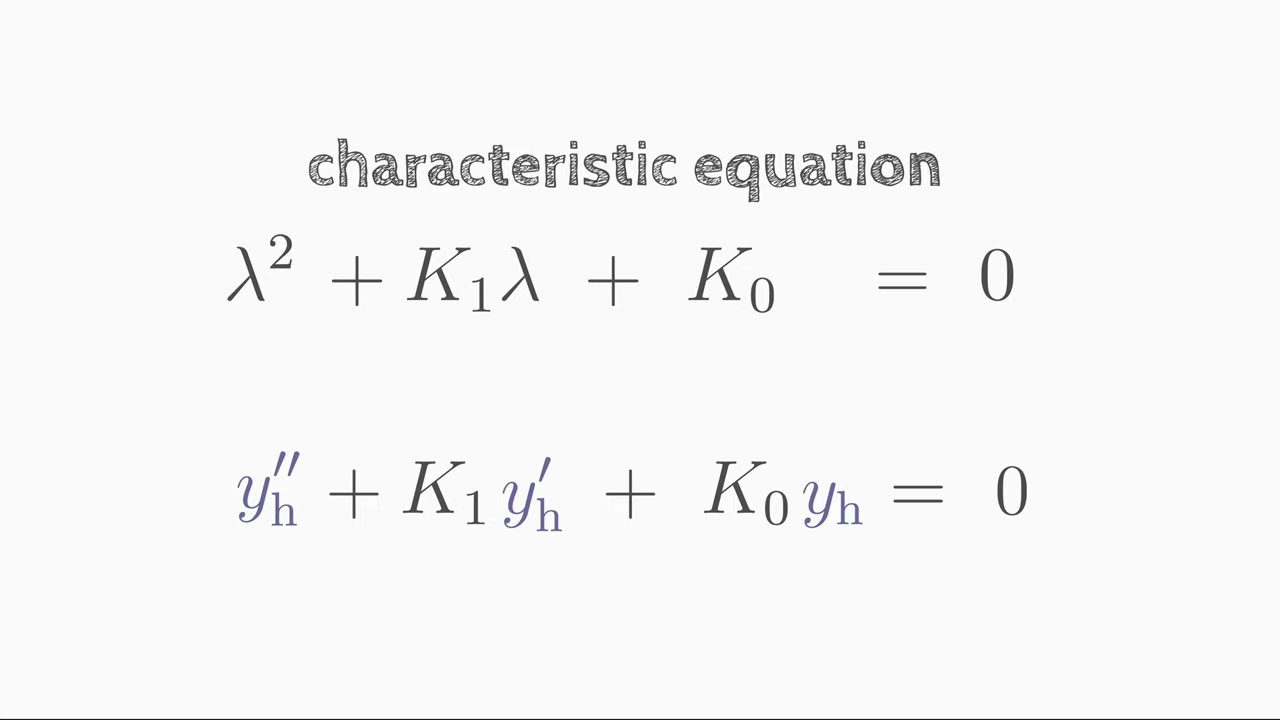 characteristic equation
λ² + K₁λ + K₀ = 0
y″ₕ + K₁y′ₕ + K₀yₕ = 0